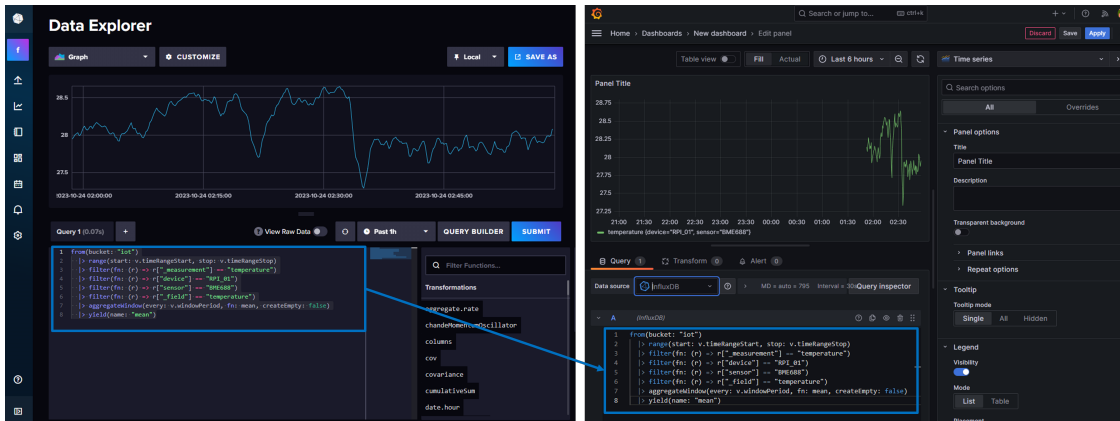 Data Explorer
f
Graph
CUSTOMIZE
Local
SAVE AS
28.5
28
27.5
2023-10-24 02:00:00
2023-10-24 02:15:00
2023-10-24 02:30:00
2023-10-24 02:45:00
Query 1 (0.07s)
+
View Raw Data
Past 1h
QUERY BUILDER
SUBMIT
1 from(bucket: "iot")
2 |> range(start: v.timeRangeStart, stop: v.timeRangeStop)
3 |> filter(fn: (r) => r["_measurement"] == "temperature")
4 |> filter(fn: (r) => r["device"] == "RPI_01")
5 |> filter(fn: (r) => r["sensor"] == "BME688")
6 |> filter(fn: (r) => r["_field"] == "temperature")
7 |> aggregateWindow(every: v.windowPeriod, fn: mean, createEmpty: false)
8 |> yield(name: "mean")
Filter Functions...
Transformations
aggregate.rate
chandeMomentumOscillator
columns
cov
covariance
cumulativeSum
date.hour
Search or jump to...
ctrl+k
Home > Dashboards > New dashboard > Edit panel
Discard
Save
Apply
Table view
Fill
Actual
Last 6 hours
Time series
Panel Title
28.75
28.5
28.25
28
27.75
27.5
27.25
21:00 21:30 22:00 22:30 23:00 23:30 00:00 00:30 01:00 01:30 02:00 02:30
temperature {device="RPI_01", sensor="BME688"}
Query 1
Transform 0
Alert 0
Data source
InfluxDB
MD = auto = 795
Interval = 30s
Query inspector
A (InfluxDB)
1 from(bucket: "iot")
2 |> range(start: v.timeRangeStart, stop: v.timeRangeStop)
3 |> filter(fn: (r) => r["_measurement"] == "temperature")
4 |> filter(fn: (r) => r["device"] == "RPI_01")
5 |> filter(fn: (r) => r["sensor"] == "BME688")
6 |> filter(fn: (r) => r["_field"] == "temperature")
7 |> aggregateWindow(every: v.windowPeriod, fn: mean, createEmpty: false)
8 |> yield(name: "mean")
Search options
All
Overrides
Panel options
Title
Panel Title
Description
Transparent background
Panel links
Repeat options
Tooltip
Tooltip mode
Single
All
Hidden
Legend
Visibility
Mode
List
Table
Placement